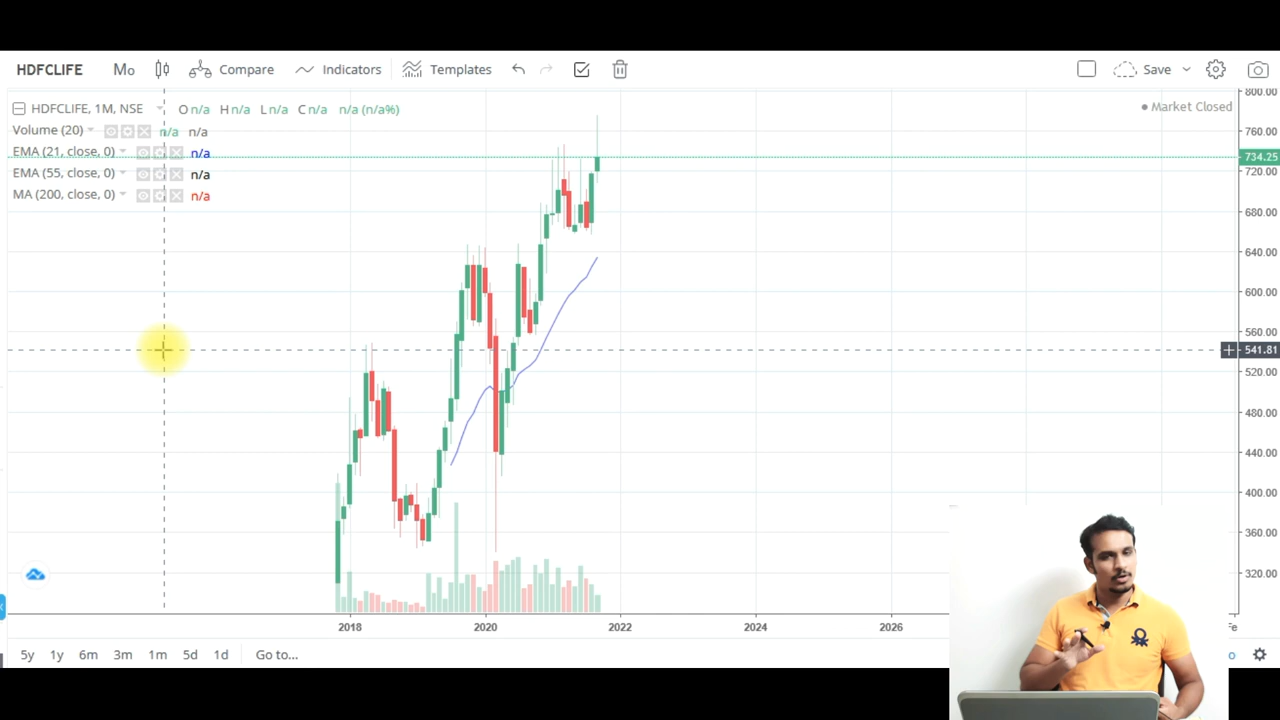 HDFCLIFE Mo Compare Indicators Templates Save
HDFCLIFE, 1M, NSE O n/a H n/a L n/a C n/a n/a (n/a%)
Market Closed
Volume (20) n/a n/a
EMA (21, close, 0) n/a
EMA (55, close, 0) n/a
MA (200, close, 0) n/a
800.00
760.00
734.25
720.00
680.00
640.00
600.00
560.00
541.81
520.00
480.00
440.00
400.00
360.00
320.00
2018 2020 2022 2024 2026
5y 1y 6m 3m 1m 5d 1d Go to...